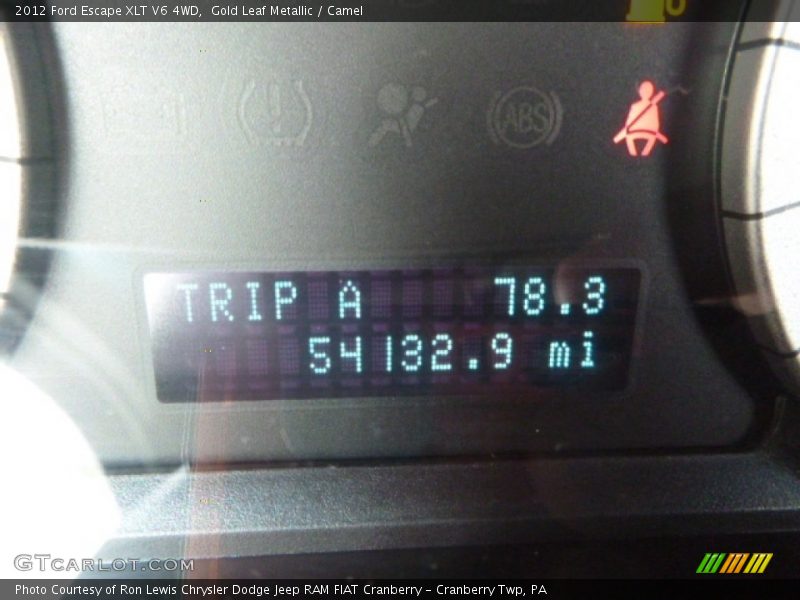 2012 Ford Escape XLT V6 4WD,  Gold Leaf Metallic / Camel
ABS
TRIP A 78.3
54132.9 mi
GTCARLOT.COM
Photo Courtesy of Ron Lewis Chrysler Dodge Jeep RAM FIAT Cranberry – Cranberry Twp, PA